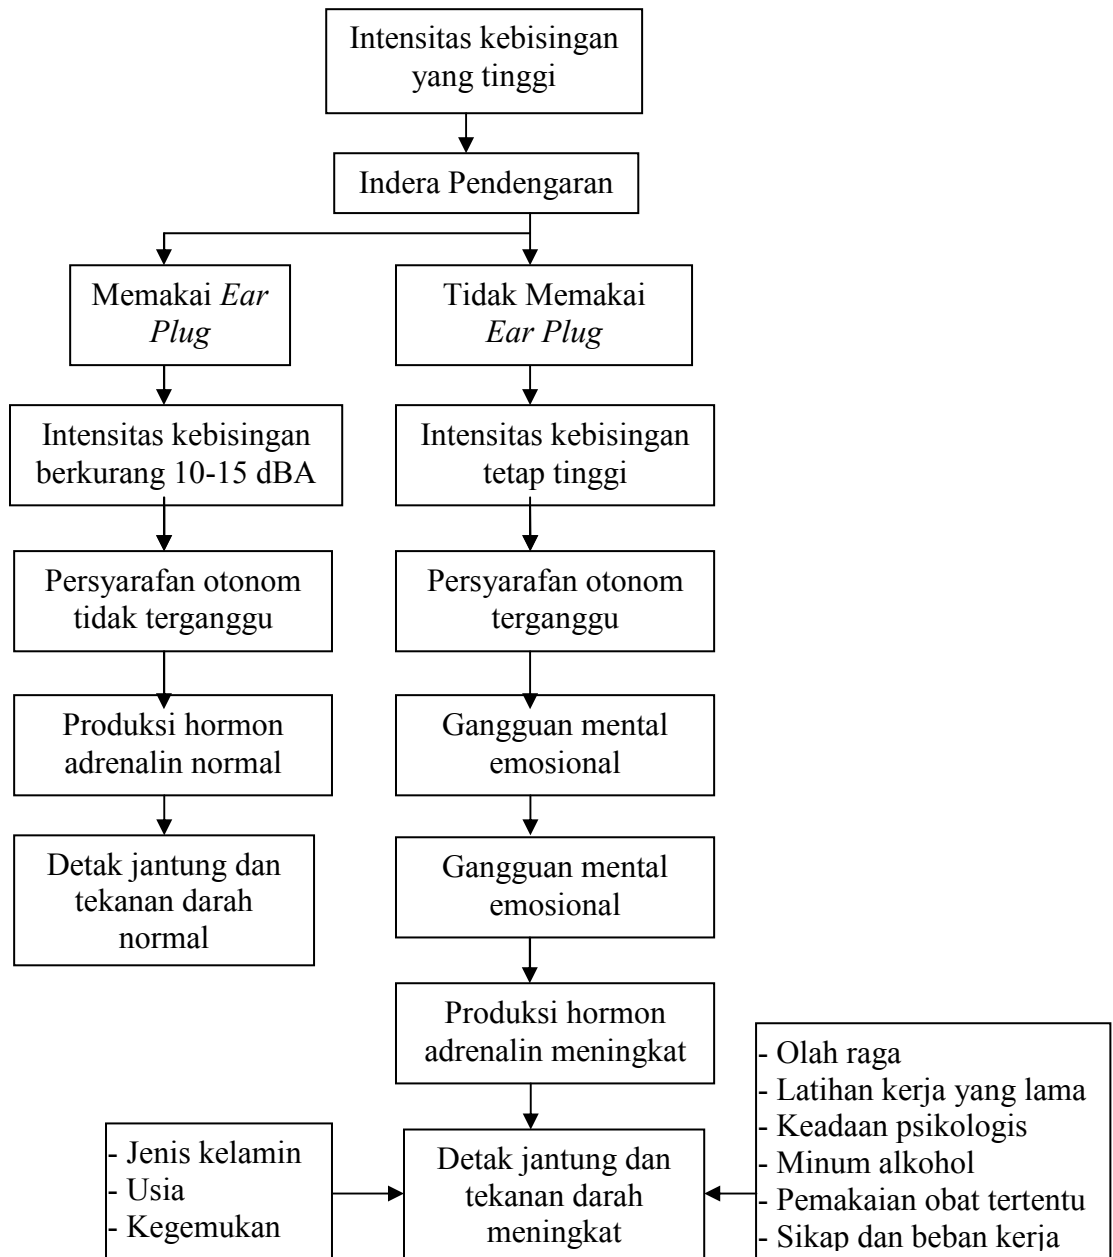 Intensitas kebisingan
yang tinggi
Indera Pendengaran
Memakai Ear
Plug
Tidak Memakai
Ear Plug
Intensitas kebisingan
berkurang 10-15 dBA
Intensitas kebisingan
tetap tinggi
Persyarafan otonom
tidak terganggu
Persyarafan otonom
terganggu
Produksi hormon
adrenalin normal
Gangguan mental
emosional
Detak jantung dan
tekanan darah
normal
Gangguan mental
emosional
Produksi hormon
adrenalin meningkat
- Jenis kelamin
- Usia
- Kegemukan
Detak jantung dan
tekanan darah
meningkat
- Olah raga
- Latihan kerja yang lama
- Keadaan psikologis
- Minum alkohol
- Pemakaian obat tertentu
- Sikap dan beban kerja